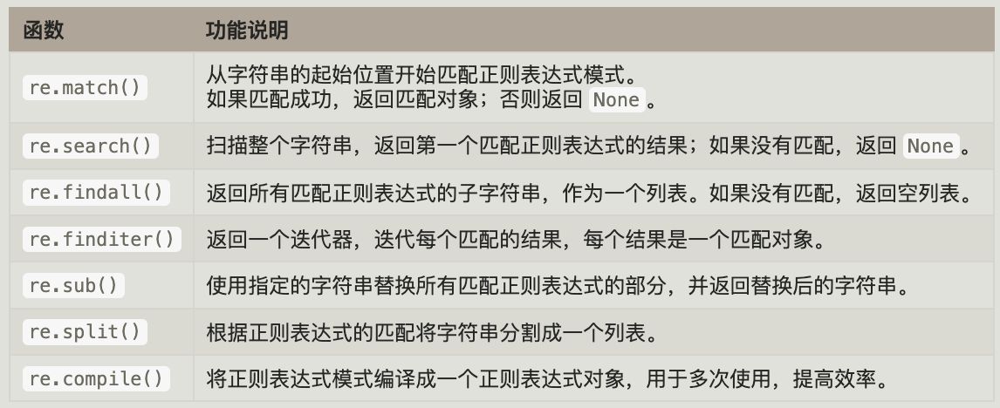 函数 功能说明
re.match() 从字符串的起始位置开始匹配正则表达式模式。
如果匹配成功，返回匹配对象；否则返回 None。
re.search() 扫描整个字符串，返回第一个匹配正则表达式的结果；如果没有匹配，返回 None。
re.findall() 返回所有匹配正则表达式的子字符串，作为一个列表。如果没有匹配，返回空列表。
re.finditer() 返回一个迭代器，迭代每个匹配的结果，每个结果是一个匹配对象。
re.sub() 使用指定的字符串替换所有匹配正则表达式的部分，并返回替换后的字符串。
re.split() 根据正则表达式的匹配将字符串分割成一个列表。
re.compile() 将正则表达式模式编译成一个正则表达式对象，用于多次使用，提高效率。